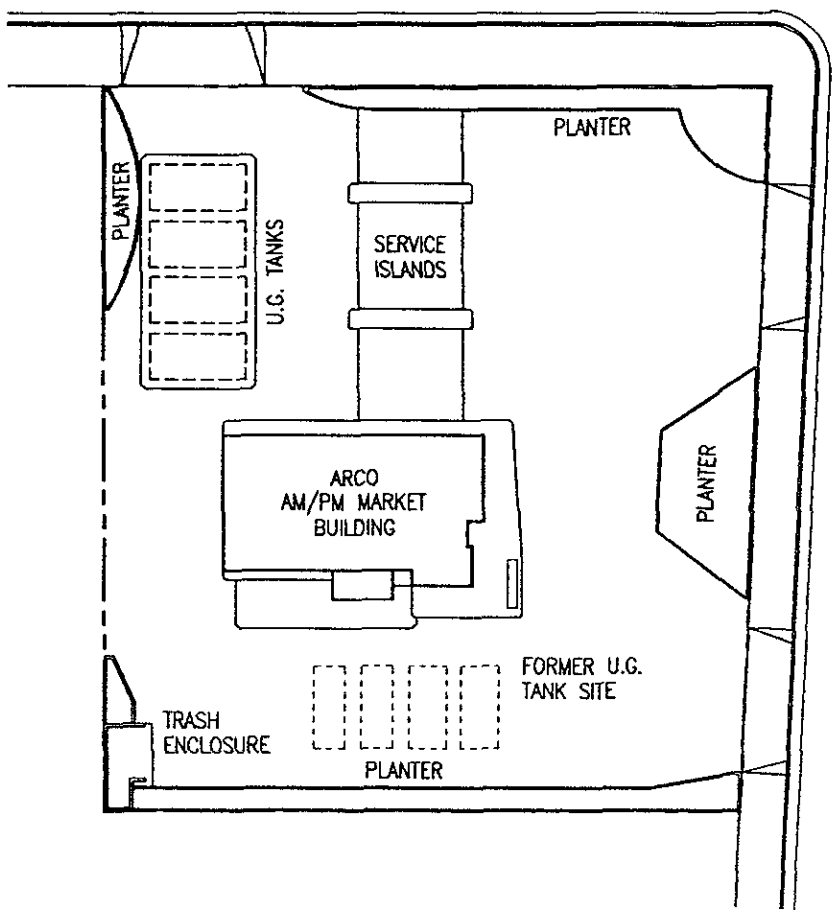 PLANTER
PLANTER
U.G. TANKS
SERVICE
ISLANDS
ARCO
AM/PM MARKET
BUILDING
PLANTER
FORMER U.G.
TANK SITE
TRASH
ENCLOSURE
PLANTER